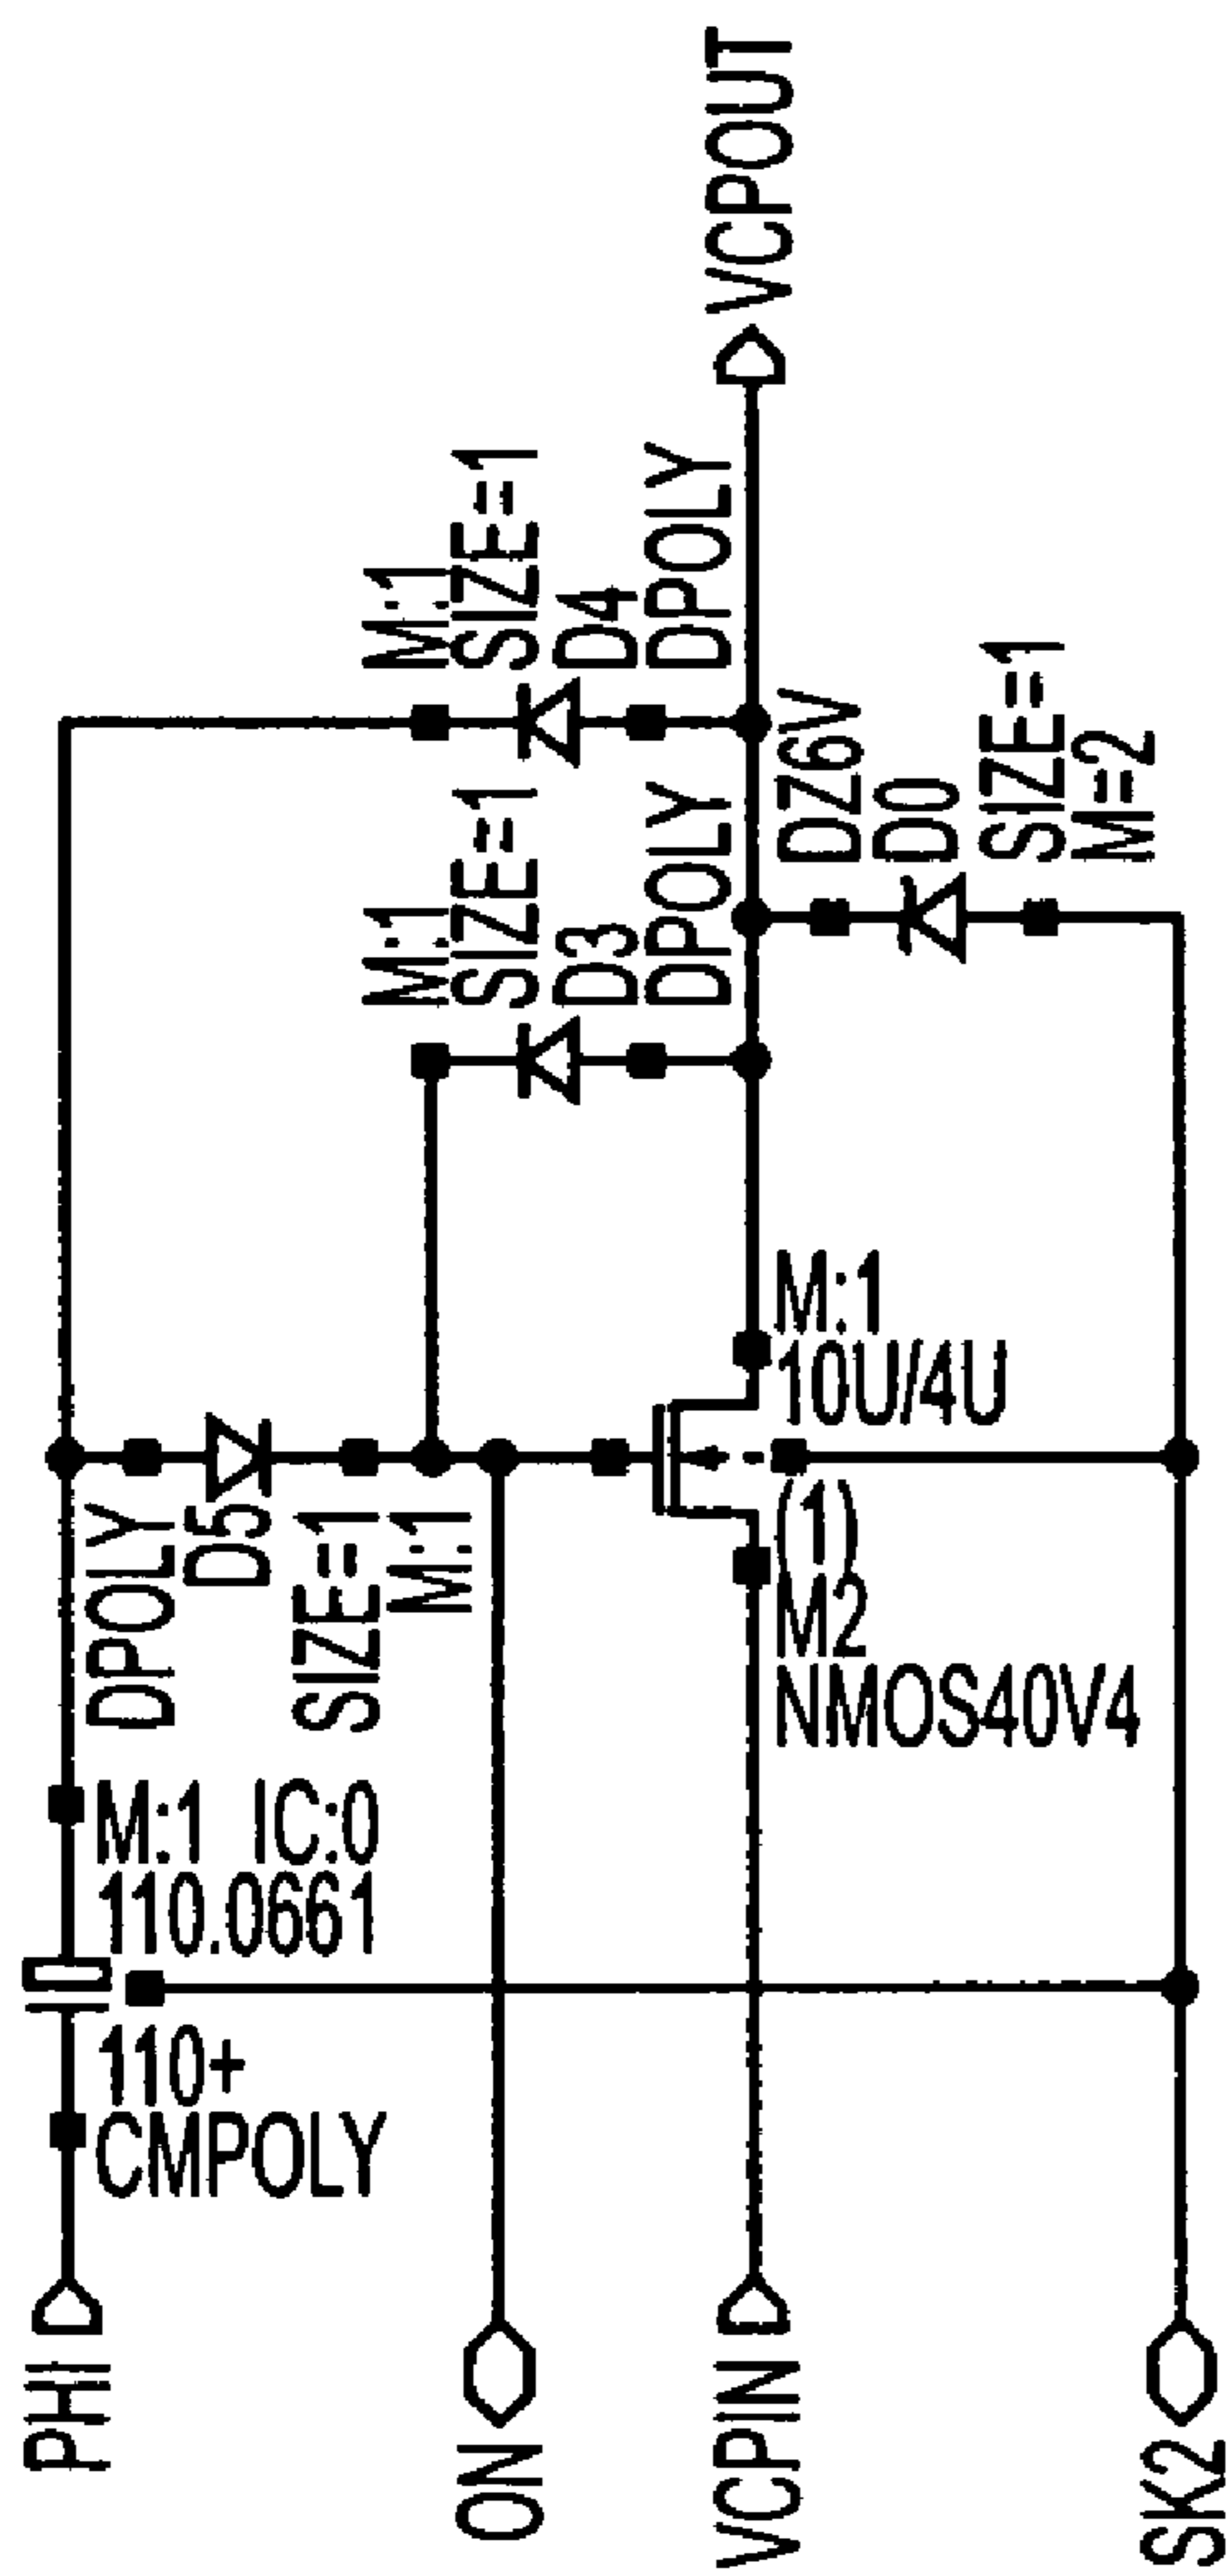 PHI
ON
VCPIN
SK2
M:1 IC:0
110.0661
110+
CMPOLY
DPOLY
D5
SIZE=1
M:1
M:1
10U/4U
(1)
M2
NMOS40V4
M:1
SIZE=1
D3
DPOLY
M:1
SIZE=1
D4
DPOLY
DZ6V
D0
SIZE=1
M=2
VCPOUT